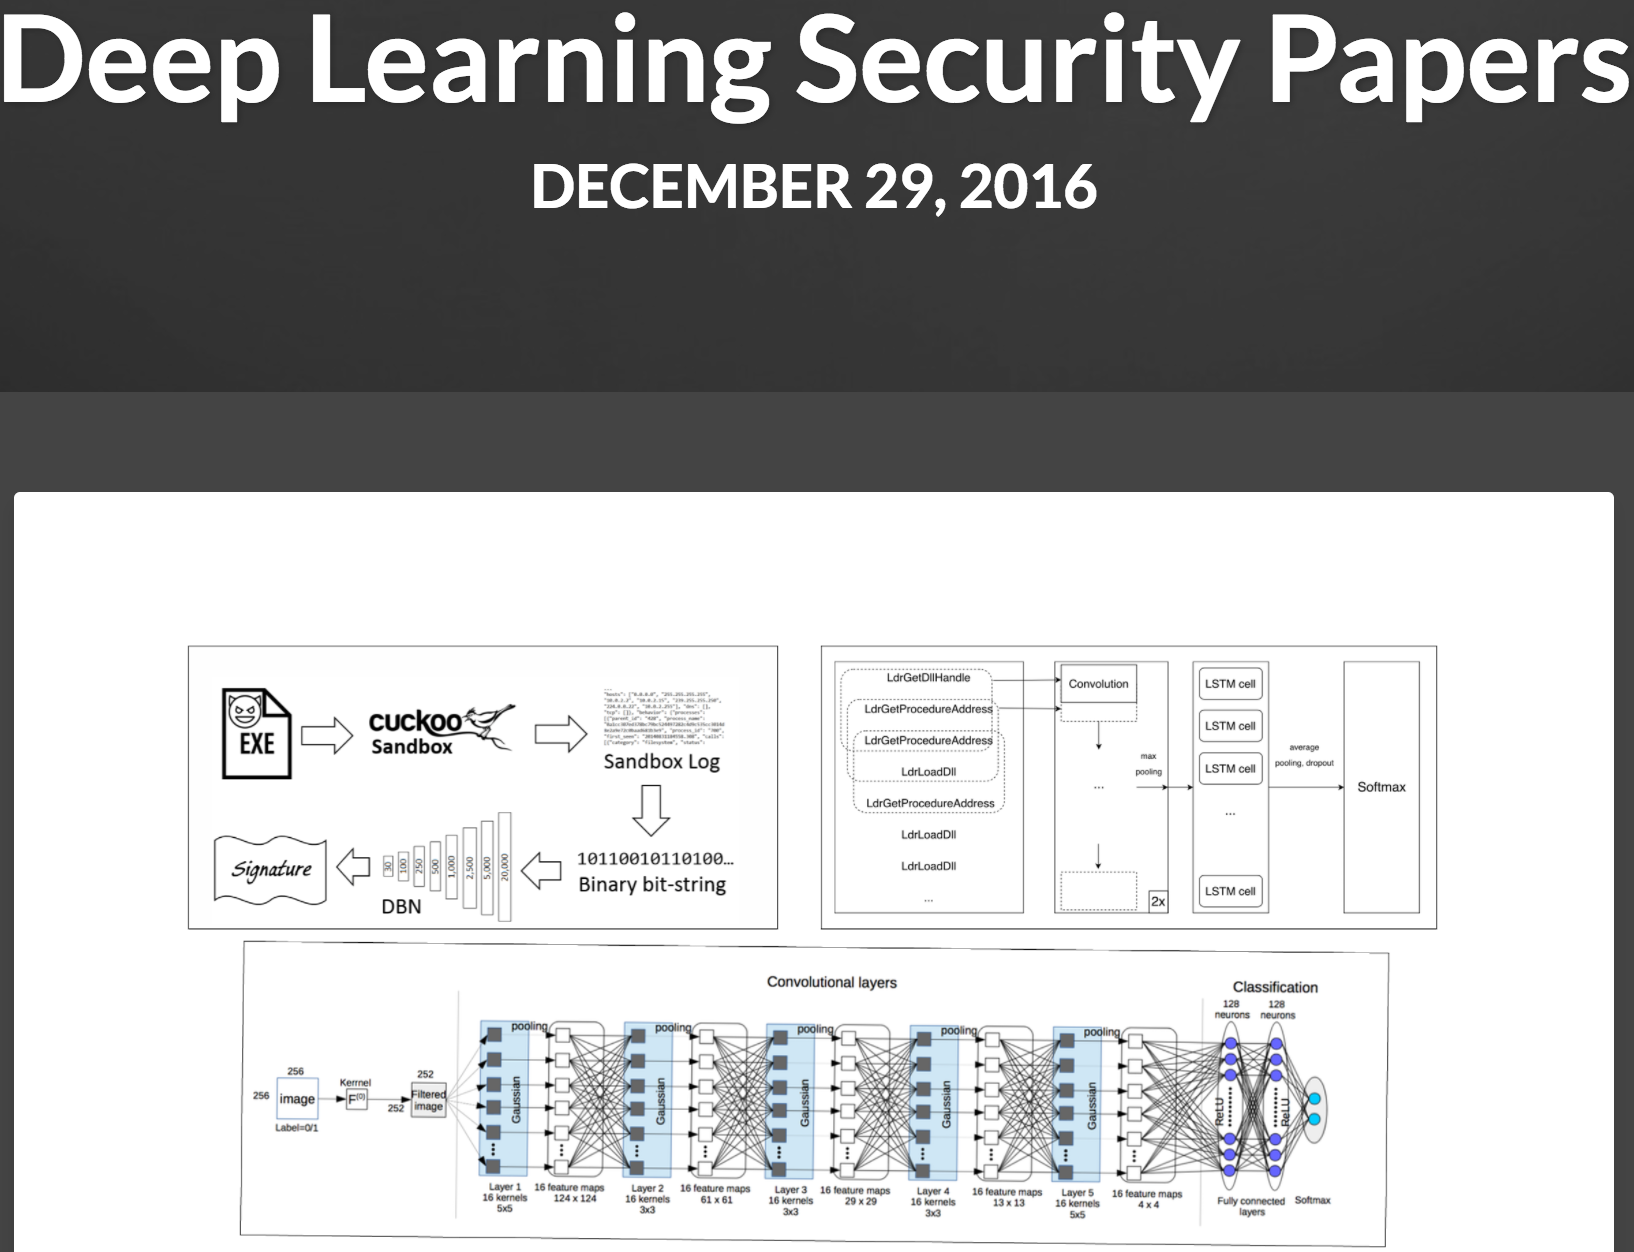 Deep Learning Security Papers
DECEMBER 29, 2016
EXE
cuckoo
Sandbox
Sandbox Log
10110010110100...
Binary bit-string
20,000
5,000
2,500
1,000
500
250
100
30
DBN
Signature
LdrGetDllHandle
LdrGetProcedureAddress
LdrGetProcedureAddress
LdrLoadDll
LdrGetProcedureAddress
LdrLoadDll
LdrLoadDll
...
Convolution
...
2x
max
pooling
LSTM cell
LSTM cell
LSTM cell
...
LSTM cell
average
pooling, dropout
Softmax
Convolutional layers
Classification
128
neurons
128
neurons
256
256
image
Label=0/1
Kerrnel
F(0)
252
252
Filtered
image
pooling
Gaussian
pooling
Gaussian
pooling
Gaussian
pooling
Gaussian
pooling
Gaussian
ReLU
ReLU
Layer 1
16 kernels
5x5
16 feature maps
124 x 124
Layer 2
16 kernels
3x3
16 feature maps
61 x 61
Layer 3
16 kernels
3x3
16 feature maps
29 x 29
Layer 4
16 kernels
3x3
16 feature maps
13 x 13
Layer 5
16 kernels
5x5
16 feature maps
4 x 4
Fully connected
layers
Softmax